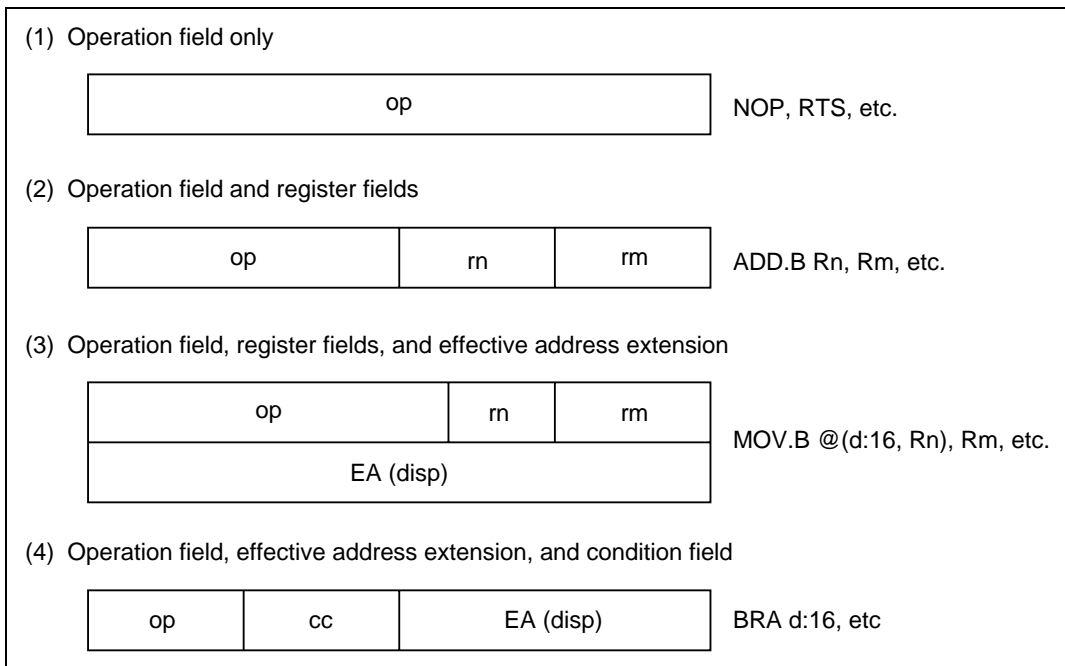 (1) Operation field only
op
NOP, RTS, etc.
(2) Operation field and register fields
op rn rm
ADD.B Rn, Rm, etc.
(3) Operation field, register fields, and effective address extension
op rn rm
MOV.B @(d:16, Rn), Rm, etc.
EA (disp)
(4) Operation field, effective address extension, and condition field
op cc EA (disp)
BRA d:16, etc